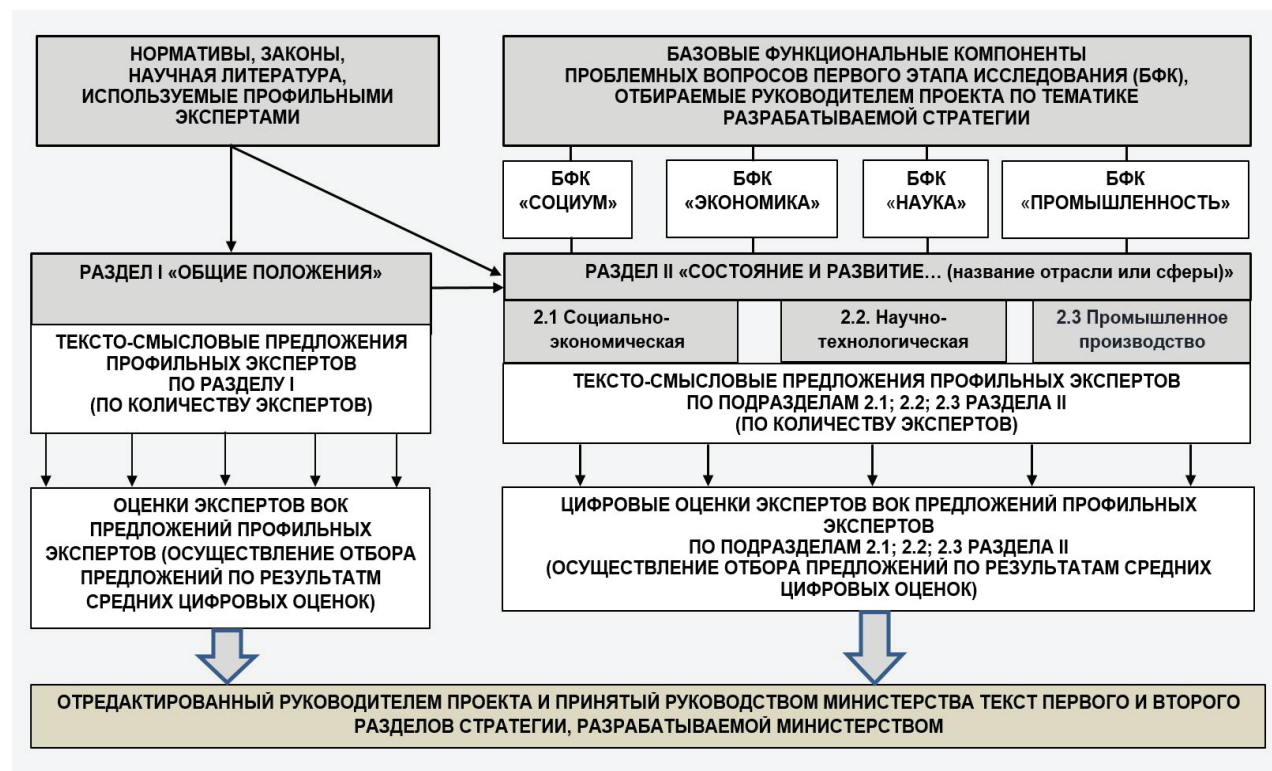 НОРМАТИВЫ, ЗАКОНЫ,
НАУЧНАЯ ЛИТЕРАТУРА,
ИСПОЛЬЗУЕМЫЕ ПРОФИЛЬНЫМИ
ЭКСПЕРТАМИ
БАЗОВЫЕ ФУНКЦИОНАЛЬНЫЕ КОМПОНЕНТЫ
ПРОБЛЕМНЫХ ВОПРОСОВ ПЕРВОГО ЭТАПА ИССЛЕДОВАНИЯ (БФК),
ОТБИРАЕМЫЕ РУКОВОДИТЕЛЕМ ПРОЕКТА ПО ТЕМАТИКЕ
РАЗРАБАТЫВАЕМОЙ СТРАТЕГИИ
БФК
«СОЦИУМ»
БФК
«ЭКОНОМИКА»
БФК
«НАУКА»
БФК
«ПРОМЫШЛЕННОСТЬ»
РАЗДЕЛ I «ОБЩИЕ ПОЛОЖЕНИЯ»
ТЕКСТО-СМЫСЛОВЫЕ ПРЕДЛОЖЕНИЯ
ПРОФИЛЬНЫХ ЭКСПЕРТОВ
ПО РАЗДЕЛУ I
(ПО КОЛИЧЕСТВУ ЭКСПЕРТОВ)
РАЗДЕЛ II «СОСТОЯНИЕ И РАЗВИТИЕ… (название отрасли или сферы)»
2.1 Социально-
экономическая
2.2. Научно-
технологическая
2.3 Промышленное
производство
ТЕКСТО-СМЫСЛОВЫЕ ПРЕДЛОЖЕНИЯ ПРОФИЛЬНЫХ ЭКСПЕРТОВ
ПО ПОДРАЗДЕЛАМ 2.1; 2.2; 2.3 РАЗДЕЛА II
(ПО КОЛИЧЕСТВУ ЭКСПЕРТОВ)
ОЦЕНКИ ЭКСПЕРТОВ ВОК
ПРЕДЛОЖЕНИЙ ПРОФИЛЬНЫХ
ЭКСПЕРТОВ (ОСУЩЕСТВЛЕНИЕ ОТБОРА
ПРЕДЛОЖЕНИЙ ПО РЕЗУЛЬТАТМ
СРЕДНИХ ЦИФРОВЫХ ОЦЕНОК)
ЦИФРОВЫЕ ОЦЕНКИ ЭКСПЕРТОВ ВОК ПРЕДЛОЖЕНИЙ ПРОФИЛЬНЫХ
ЭКСПЕРТОВ
ПО ПОДРАЗДЕЛАМ 2.1; 2.2; 2.3 РАЗДЕЛА II
(ОСУЩЕСТВЛЕНИЕ ОТБОРА ПРЕДЛОЖЕНИЙ ПО РЕЗУЛЬТАТАМ СРЕДНИХ
ЦИФРОВЫХ ОЦЕНОК)
ОТРЕДАКТИРОВАННЫЙ РУКОВОДИТЕЛЕМ ПРОЕКТА И ПРИНЯТЫЙ РУКОВОДСТВОМ МИНИСТЕРСТВА ТЕКСТ ПЕРВОГО И ВТОРОГО
РАЗДЕЛОВ СТРАТЕГИИ, РАЗРАБАТЫВАЕМОЙ МИНИСТЕРСТВОМ